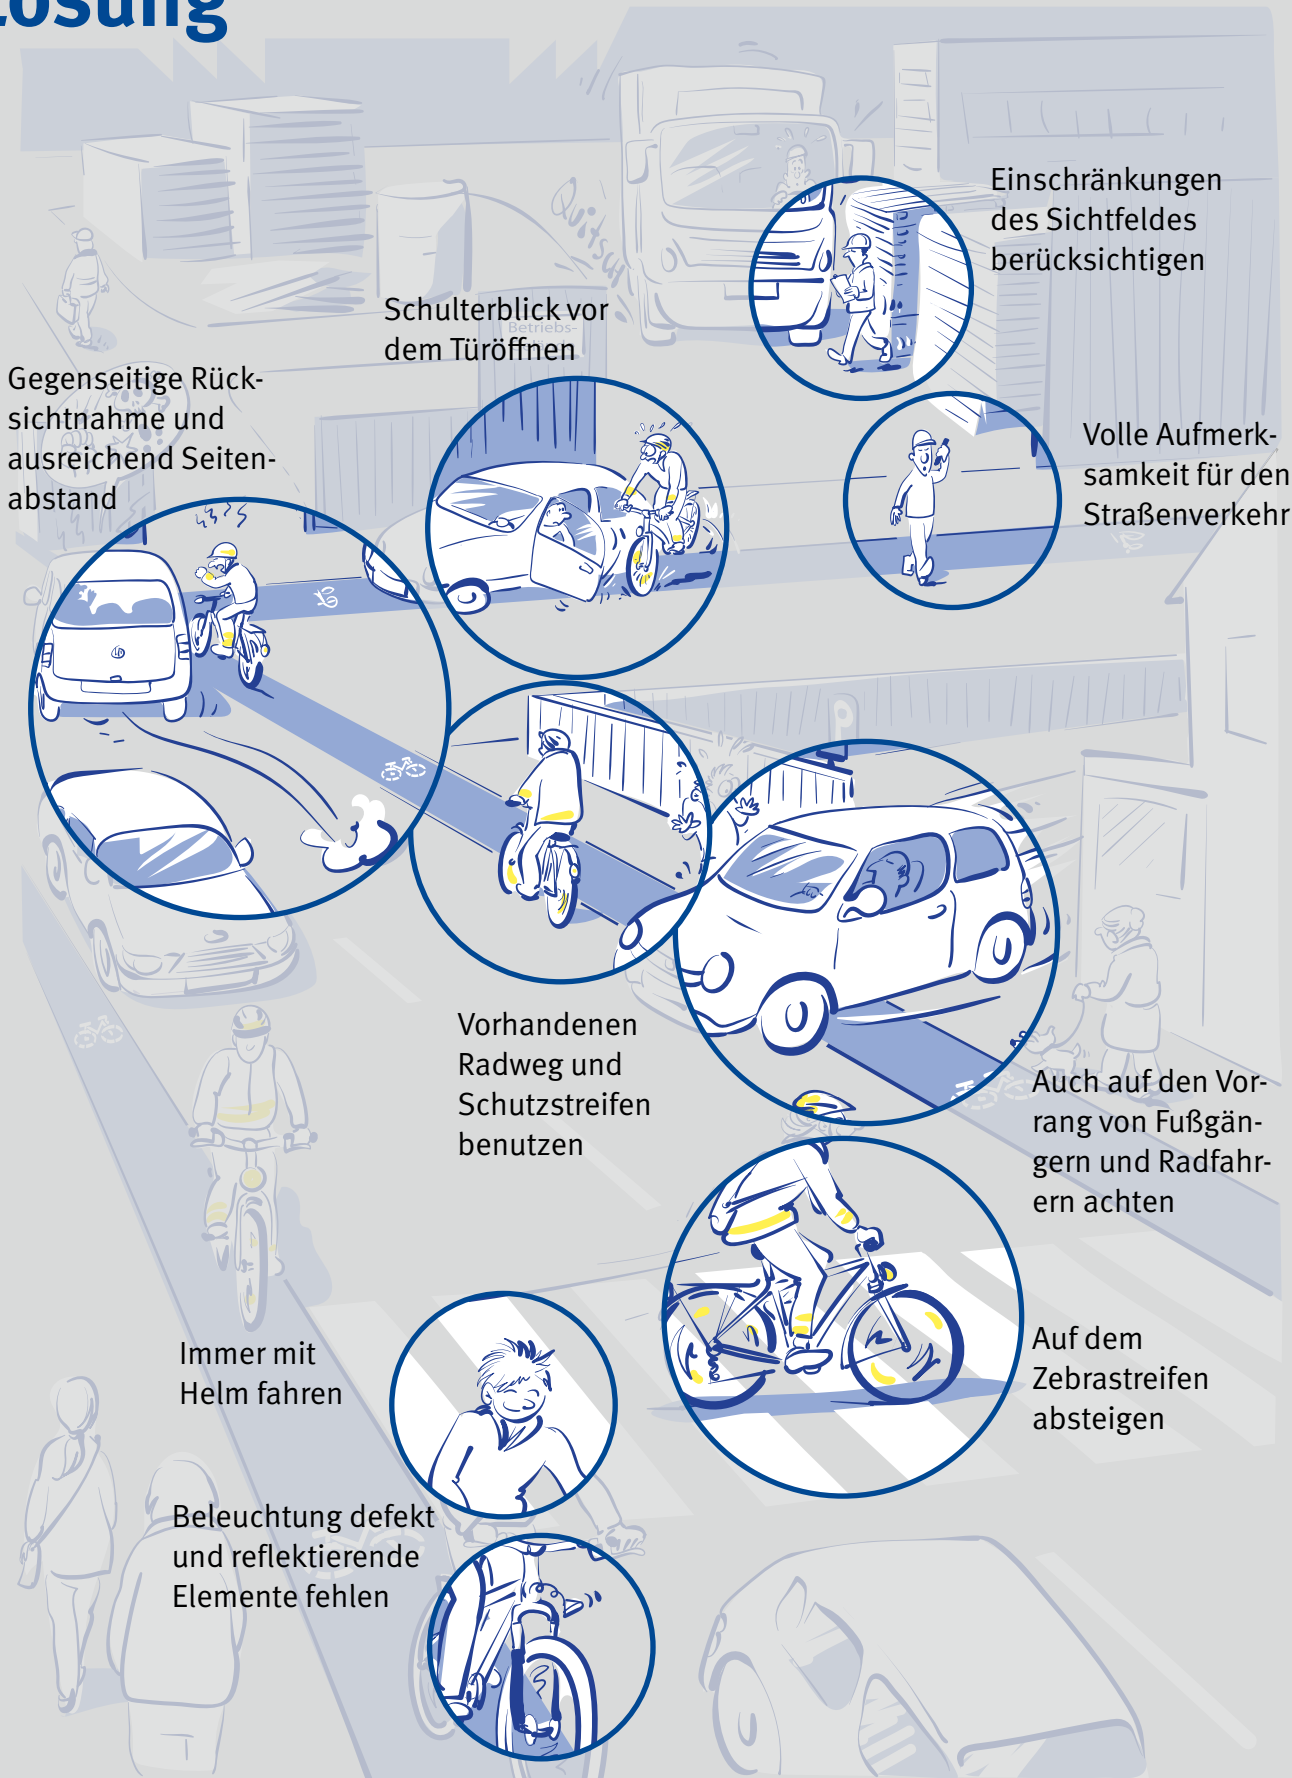 Lösung
Einschränkungen
des Sichtfeldes
berücksichtigen
Quitsch
Schulterblick vor
dem Türöffnen
Betriebs-
Gegenseitige Rück-
sichtnahme und
ausreichend Seiten-
abstand
Volle Aufmerk-
samkeit für den
Straßenverkehr
P
Vorhandenen
Radweg und
Schutzstreifen
benutzen
Auch auf den Vor-
rang von Fußgän-
gern und Radfahr-
ern achten
Immer mit
Helm fahren
Auf dem
Zebrastreifen
absteigen
Beleuchtung defekt
und reflektierende
Elemente fehlen